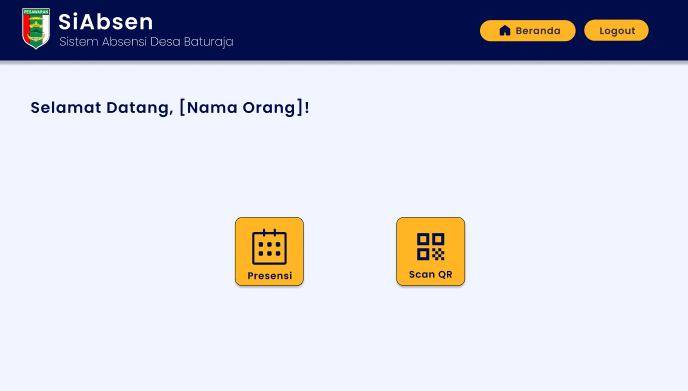 PESAWARAN
SiAbsen
Sistem Absensi Desa Baturaja
Beranda
Logout
Selamat Datang, [Nama Orang]!
Presensi
Scan QR